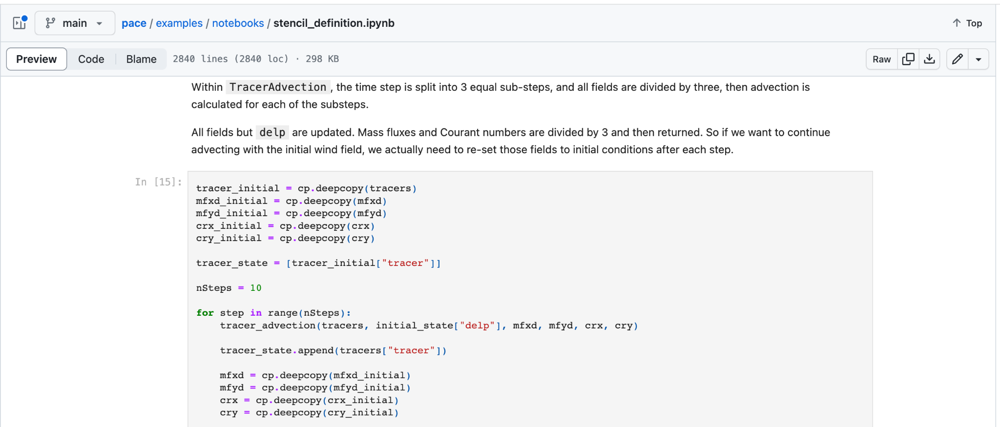 main
pace / examples / notebooks / stencil_definition.ipynb
Top
Preview Code Blame 2840 lines (2840 loc) · 298 KB
Raw
Within TracerAdvection , the time step is split into 3 equal sub-steps, and all fields are divided by three, then advection is
calculated for each of the substeps.
All fields but delp are updated. Mass fluxes and Courant numbers are divided by 3 and then returned. So if we want to continue
advecting with the initial wind field, we actually need to re-set those fields to initial conditions after each step.
In [15]:
tracer_initial = cp.deepcopy(tracers)
mfxd_initial = cp.deepcopy(mfxd)
mfyd_initial = cp.deepcopy(mfyd)
crx_initial = cp.deepcopy(crx)
cry_initial = cp.deepcopy(cry)
tracer_state = [tracer_initial["tracer"]]
nSteps = 10
for step in range(nSteps):
    tracer_advection(tracers, initial_state["delp"], mfxd, mfyd, crx, cry)
    tracer_state.append(tracers["tracer"])
    mfxd = cp.deepcopy(mfxd_initial)
    mfyd = cp.deepcopy(mfyd_initial)
    crx = cp.deepcopy(crx_initial)
    cry = cp.deepcopy(cry_initial)